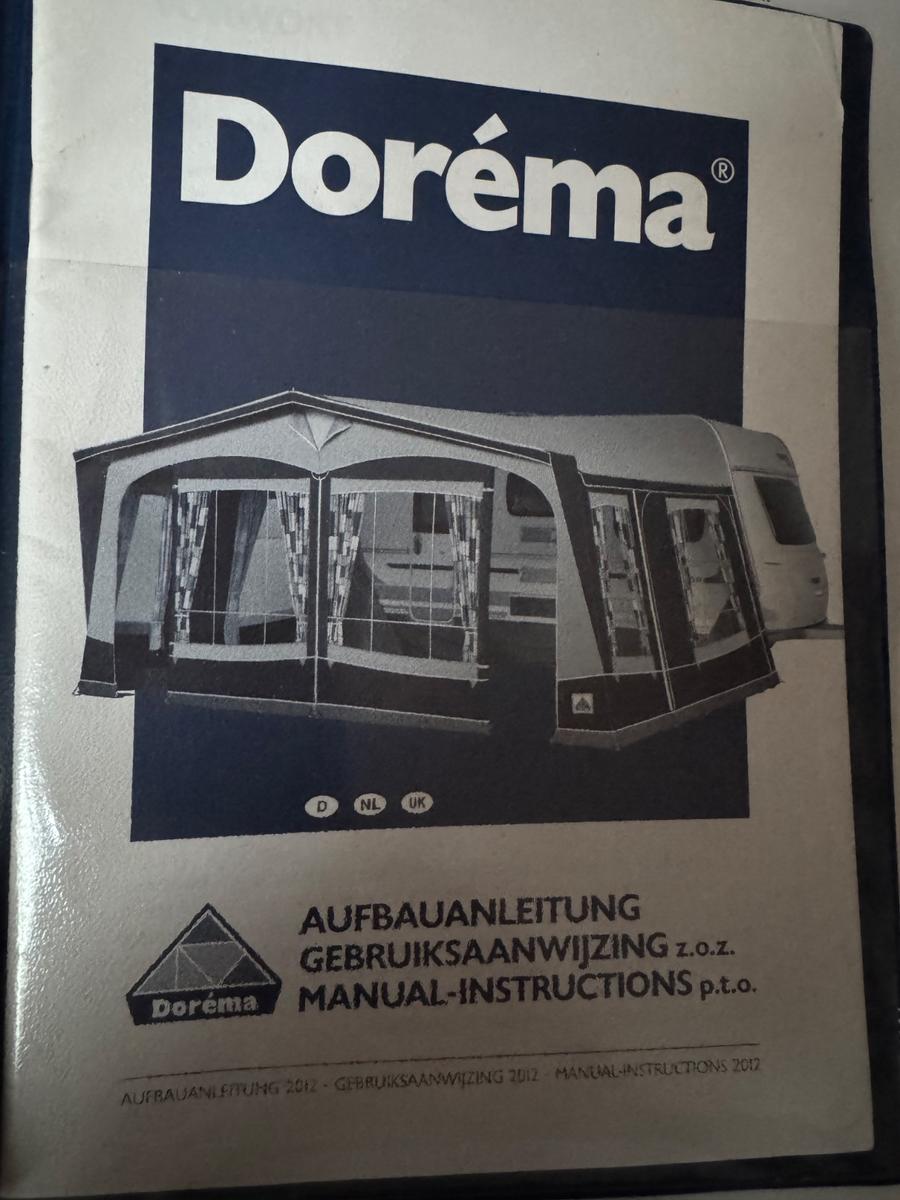 Doréma®
D NL UK
AUFBAUANLEITUNG
GEBRUIKSAANWIJZING z.o.z.
MANUAL-INSTRUCTIONS p.t.o.
Doréma
AUFBAUANLEITUNG 2012 - GEBRUIKSAANWIJZING 2012 - MANUAL-INSTRUCTIONS 2012